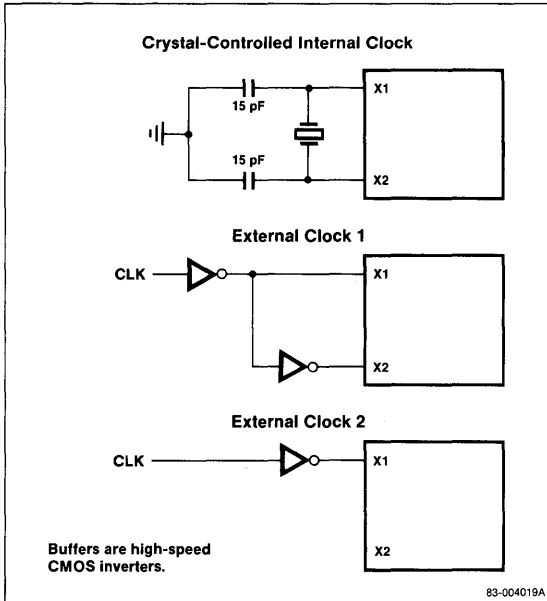 Crystal-Controlled Internal Clock
15 pF
X1
15 pF
X2
External Clock 1
CLK
X1
X2
External Clock 2
CLK
X1
X2
Buffers are high-speed
CMOS inverters.
83-004019A